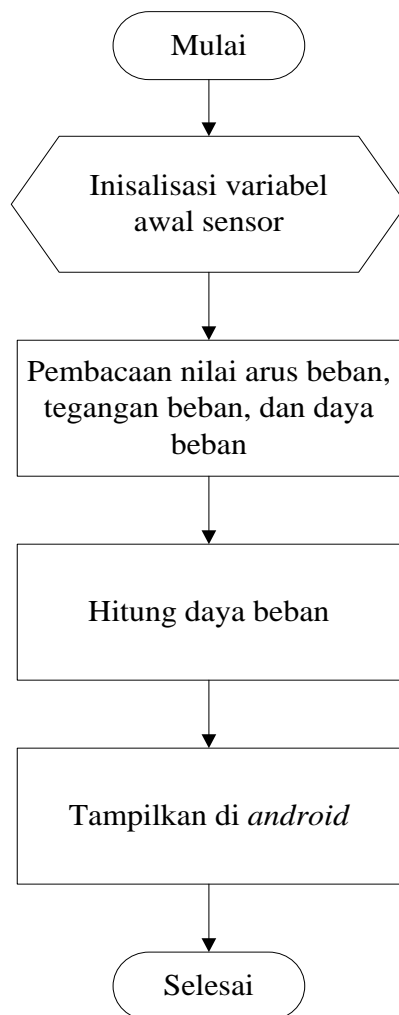 Mulai
Inisalisasi variabel
awal sensor
Pembacaan nilai arus beban,
tegangan beban, dan daya
beban
Hitung daya beban
Tampilkan di android
Selesai